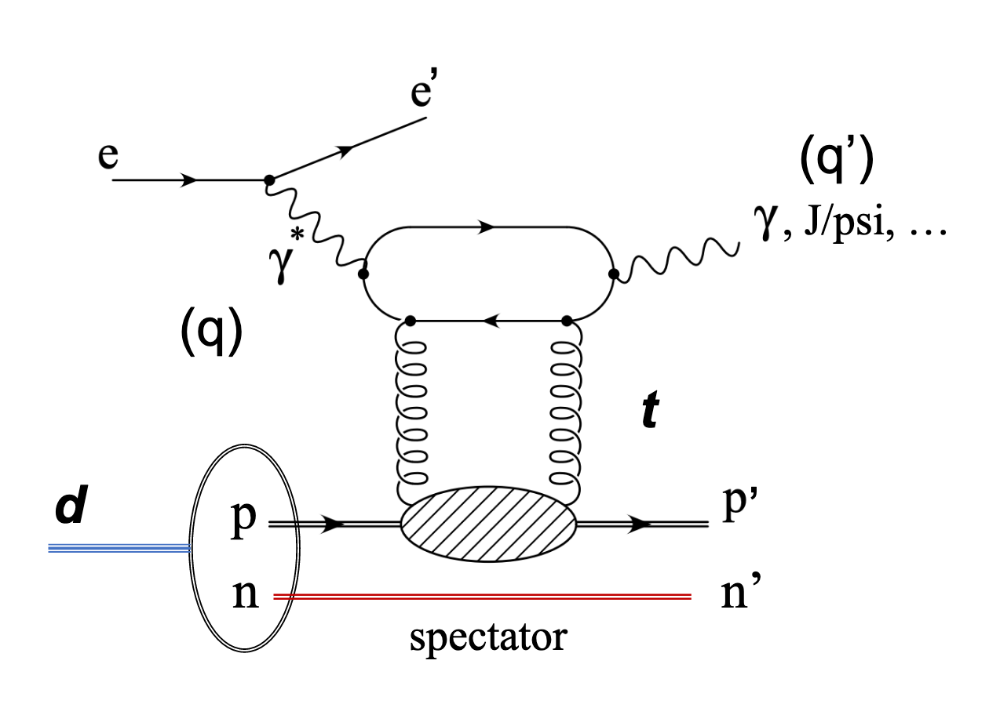 e’
e
(q’)
γ, J/psi, …
γ*
(q)
t
d
p
p’
n
n’
spectator